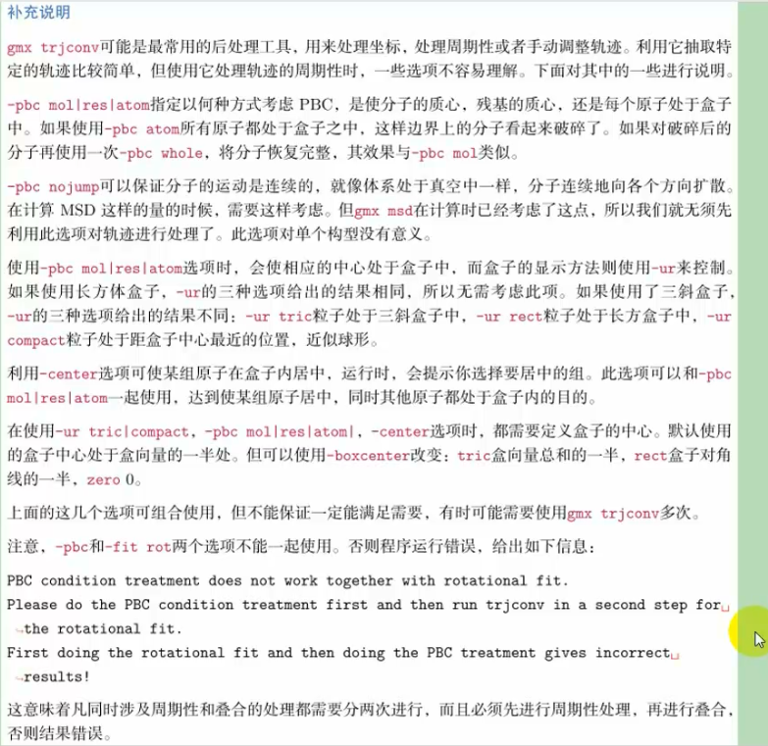 补充说明
gmx trjconv可能是最常用的后处理工具，用来处理坐标，处理周期性或者手动调整轨迹。利用它抽取特
定的轨迹比较简单，但使用它处理轨迹的周期性时，一些选项不容易理解。下面对其中的一些进行说明。
-pbc mol|res|atom指定以何种方式考虑 PBC，是使分子的质心，残基的质心，还是每个原子处于盒子
中。如果使用-pbc atom所有原子都处于盒子之中，这样边界上的分子看起来破碎了。如果对破碎后的
分子再使用一次-pbc whole，将分子恢复完整，其效果与-pbc mol类似。
-pbc nojump可以保证分子的运动是连续的，就像体系处于真空中一样，分子连续地向各个方向扩散。
在计算 MSD 这样的量的时候，需要这样考虑。但gmx msd在计算时已经考虑了这点，所以我们就无须先
利用此选项对轨迹进行处理了。此选项对单个构型没有意义。
使用-pbc mol|res|atom选项时，会使相应的中心处于盒子中，而盒子的显示方法则使用-ur来控制。
如果使用长方体盒子，-ur的三种选项给出的结果相同，所以无需考虑此项。如果使用了三斜盒子，
-ur的三种选项给出的结果不同：-ur tric粒子处于三斜盒子中，-ur rect粒子处于长方盒子中，-ur
compact粒子处于距盒子中心最近的位置，近似球形。
利用-center选项可使某组原子在盒子内居中，运行时，会提示你选择要居中的组。此选项可以和-pbc
mol|res|atom一起使用，达到使某组原子居中，同时其他原子都处于盒子内的目的。
在使用-ur tric|compact，-pbc mol|res|atom|，-center选项时，都需要定义盒子的中心。默认使用
的盒子中心处于盒向量的一半处。但可以使用-boxcenter改变：tric盒向量总和的一半，rect盒子对角
线的一半，zero 0。
上面的这几个选项可组合使用，但不能保证一定能满足需要，有时可能需要使用gmx trjconv多次。
注意，-pbc和-fit rot两个选项不能一起使用。否则程序运行错误，给出如下信息：
PBC condition treatment does not work together with rotational fit.
Please do the PBC condition treatment first and then run trjconv in a second step for
the rotational fit.
First doing the rotational fit and then doing the PBC treatment gives incorrect
results!
这意味着凡同时涉及周期性和叠合的处理都需要分两次进行，而且必须先进行周期性处理，再进行叠合，
否则结果错误。